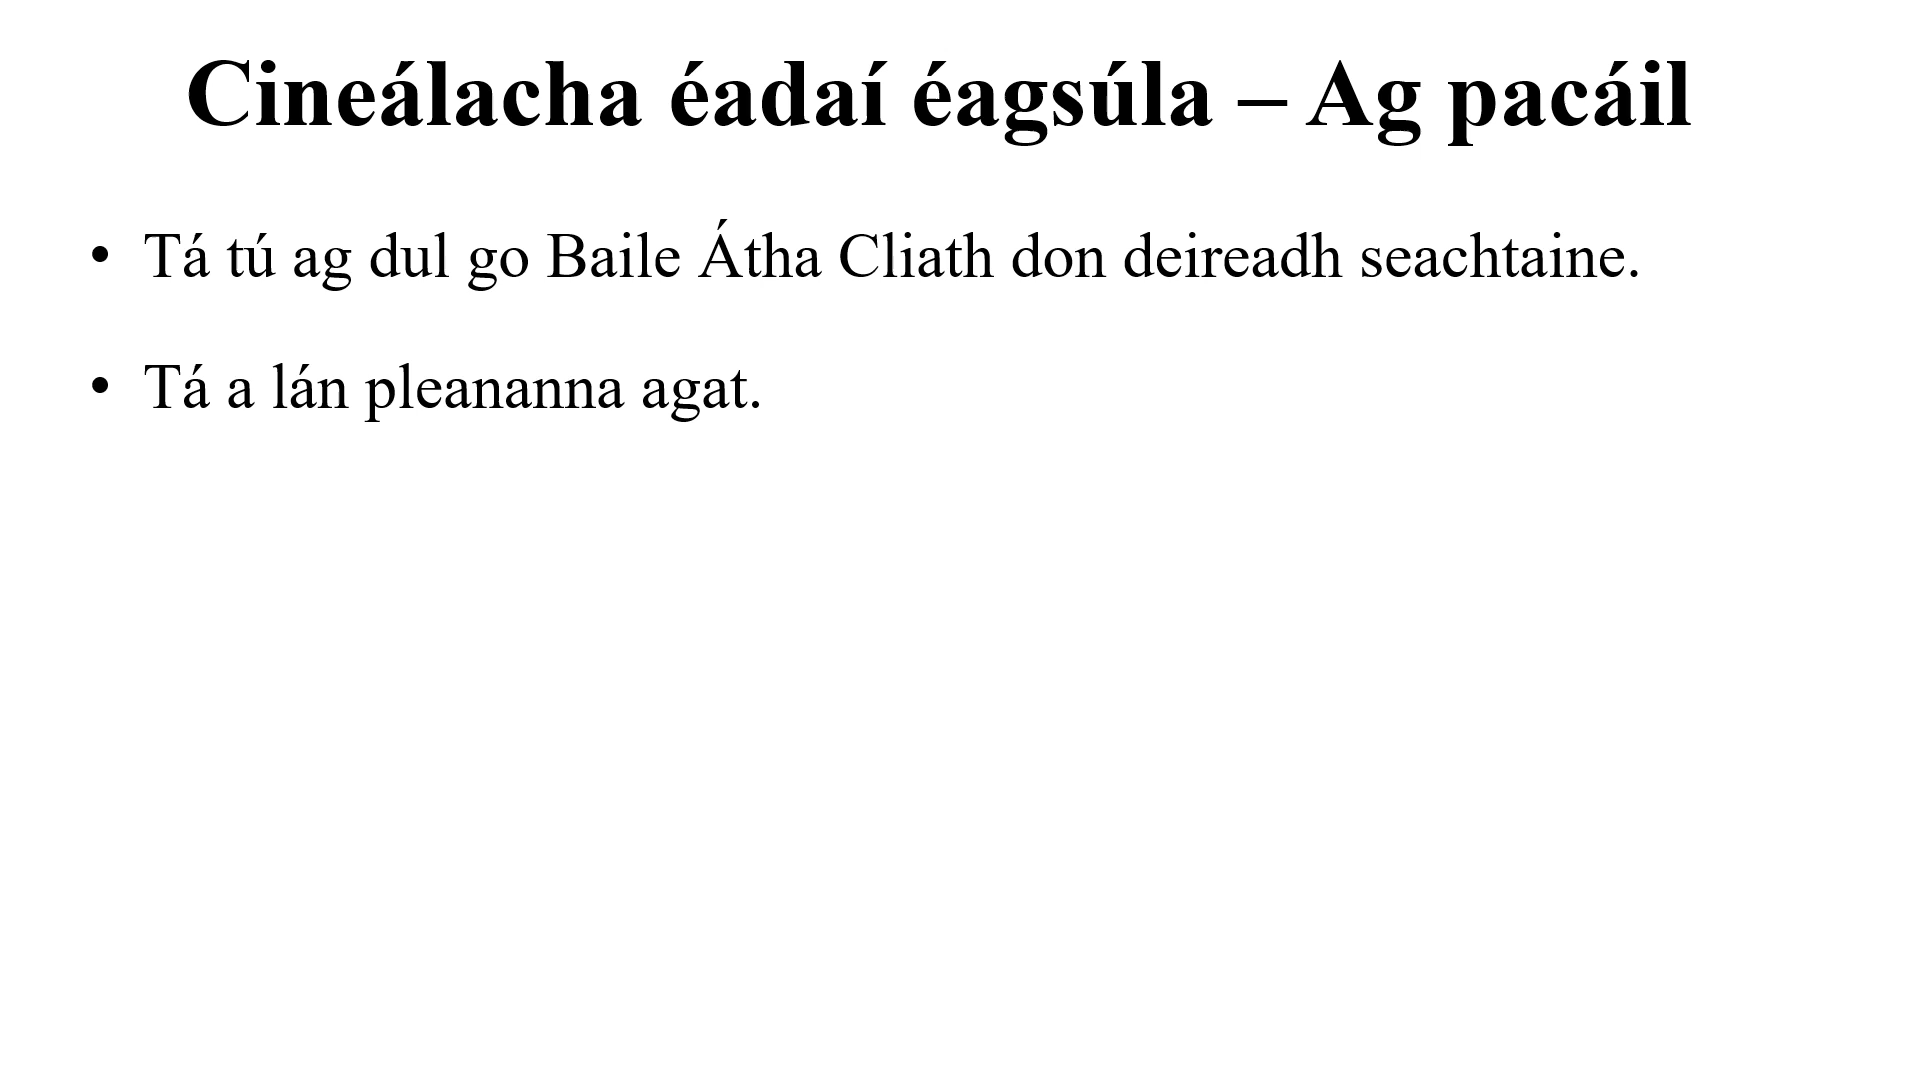 Cineálacha éadaí éagsúla – Ag pacáil
• Tá tú ag dul go Baile Átha Cliath don deireadh seachtaine.
• Tá a lán pleananna agat.